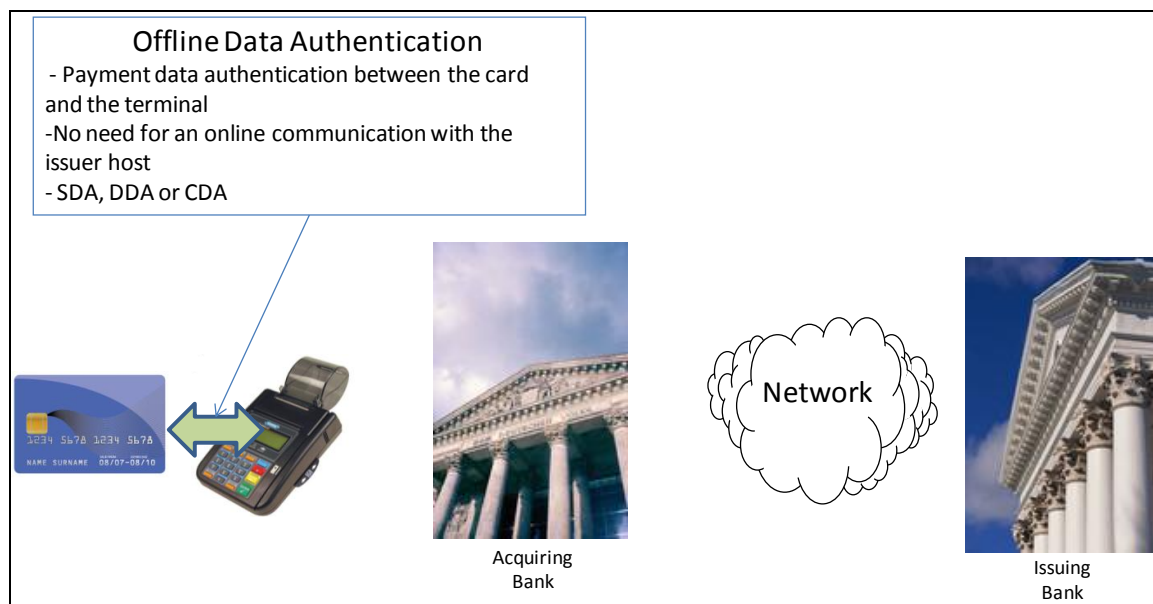 Offline Data Authentication
- Payment data authentication between the card
and the terminal
-No need for an online communication with the
issuer host
- SDA, DDA or CDA
Network
1234 5678 1234 5678
NAME SURNAME 08/07-08/10
Acquiring
Bank
Issuing
Bank